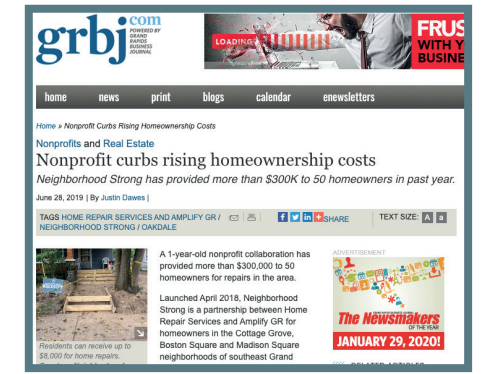 grbj.com
POWERED BY
GRAND
RAPIDS
BUSINESS
JOURNAL
LOADING
FRUS
WITH Y
BUSINE
home news print blogs calendar enewsletters
Home » Nonprofit Curbs Rising Homeownership Costs
Nonprofits and Real Estate
Nonprofit curbs rising homeownership costs
Neighborhood Strong has provided more than $300K to 50 homeowners in past year.
June 28, 2019 | By Justin Dawes |
TAGS HOME REPAIR SERVICES AND AMPLIFY GR /
NEIGHBORHOOD STRONG / OAKDALE
SHARE
TEXT SIZE: A a
Residents can receive up to
$8,000 for home repairs.
A 1-year-old nonprofit collaboration has
provided more than $300,000 to 50
homeowners for repairs in the area.
Launched April 2018, Neighborhood
Strong is a partnership between Home
Repair Services and Amplify GR for
homeowners in the Cottage Grove,
Boston Square and Madison Square
neighborhoods of southeast Grand
ADVERTISEMENT
The Newsmakers
OF THE YEAR
JANUARY 29, 2020!
RELATED ARTICLES